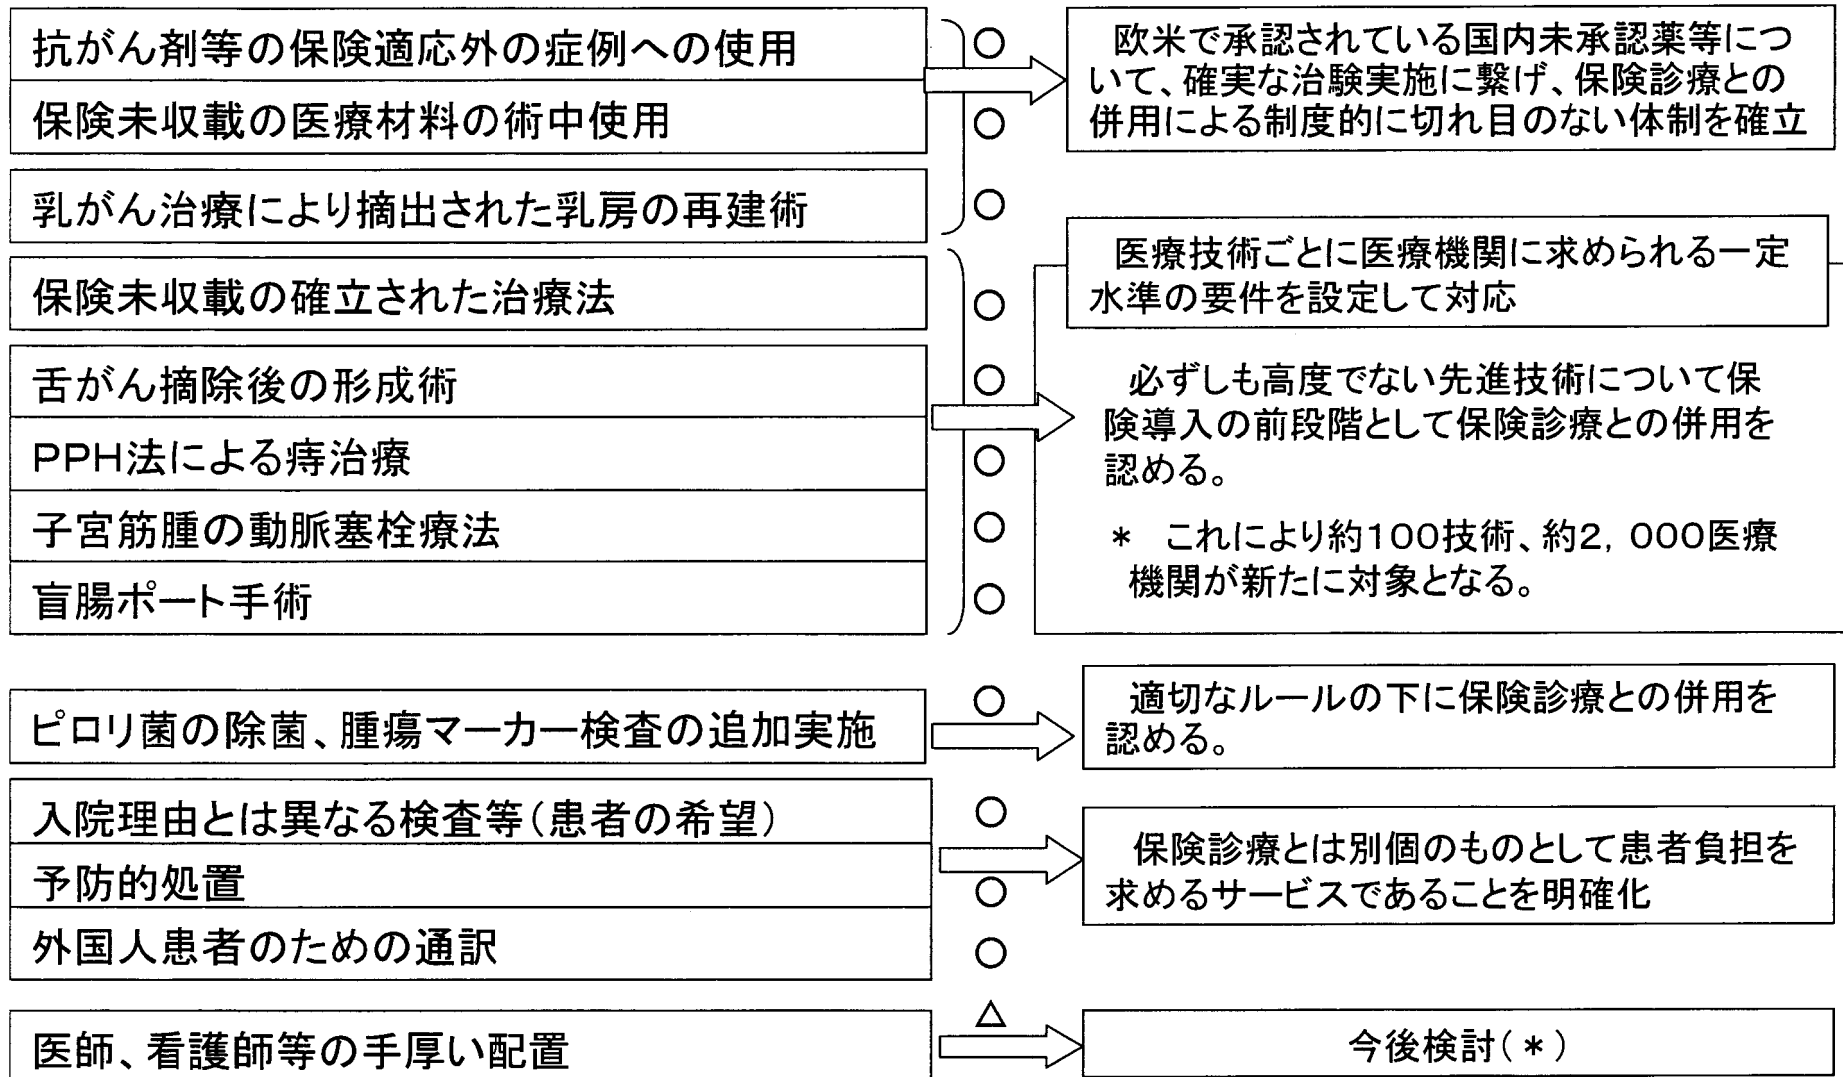 抗がん剤等の保険適応外の症例への使用
○
保険未収載の医療材料の術中使用
○
乳がん治療により摘出された乳房の再建術
○
欧米で承認されている国内未承認薬等につ
いて、確実な治験実施に繋げ、保険診療との
併用による制度的に切れ目のない体制を確立
保険未収載の確立された治療法
○
舌がん摘除後の形成術
○
PPH法による痔治療
○
子宮筋腫の動脈塞栓療法
○
盲腸ポート手術
○
医療技術ごとに医療機関に求められる一定
水準の要件を設定して対応
必ずしも高度でない先進技術について保
険導入の前段階として保険診療との併用を
認める。
* これにより約100技術、約2,000医療
機関が新たに対象となる。
ピロリ菌の除菌、腫瘍マーカー検査の追加実施
○
適切なルールの下に保険診療との併用を
認める。
入院理由とは異なる検査等(患者の希望)
○
予防的処置
○
外国人患者のための通訳
○
保険診療とは別個のものとして患者負担を
求めるサービスであることを明確化
医師、看護師等の手厚い配置
△
今後検討(*)